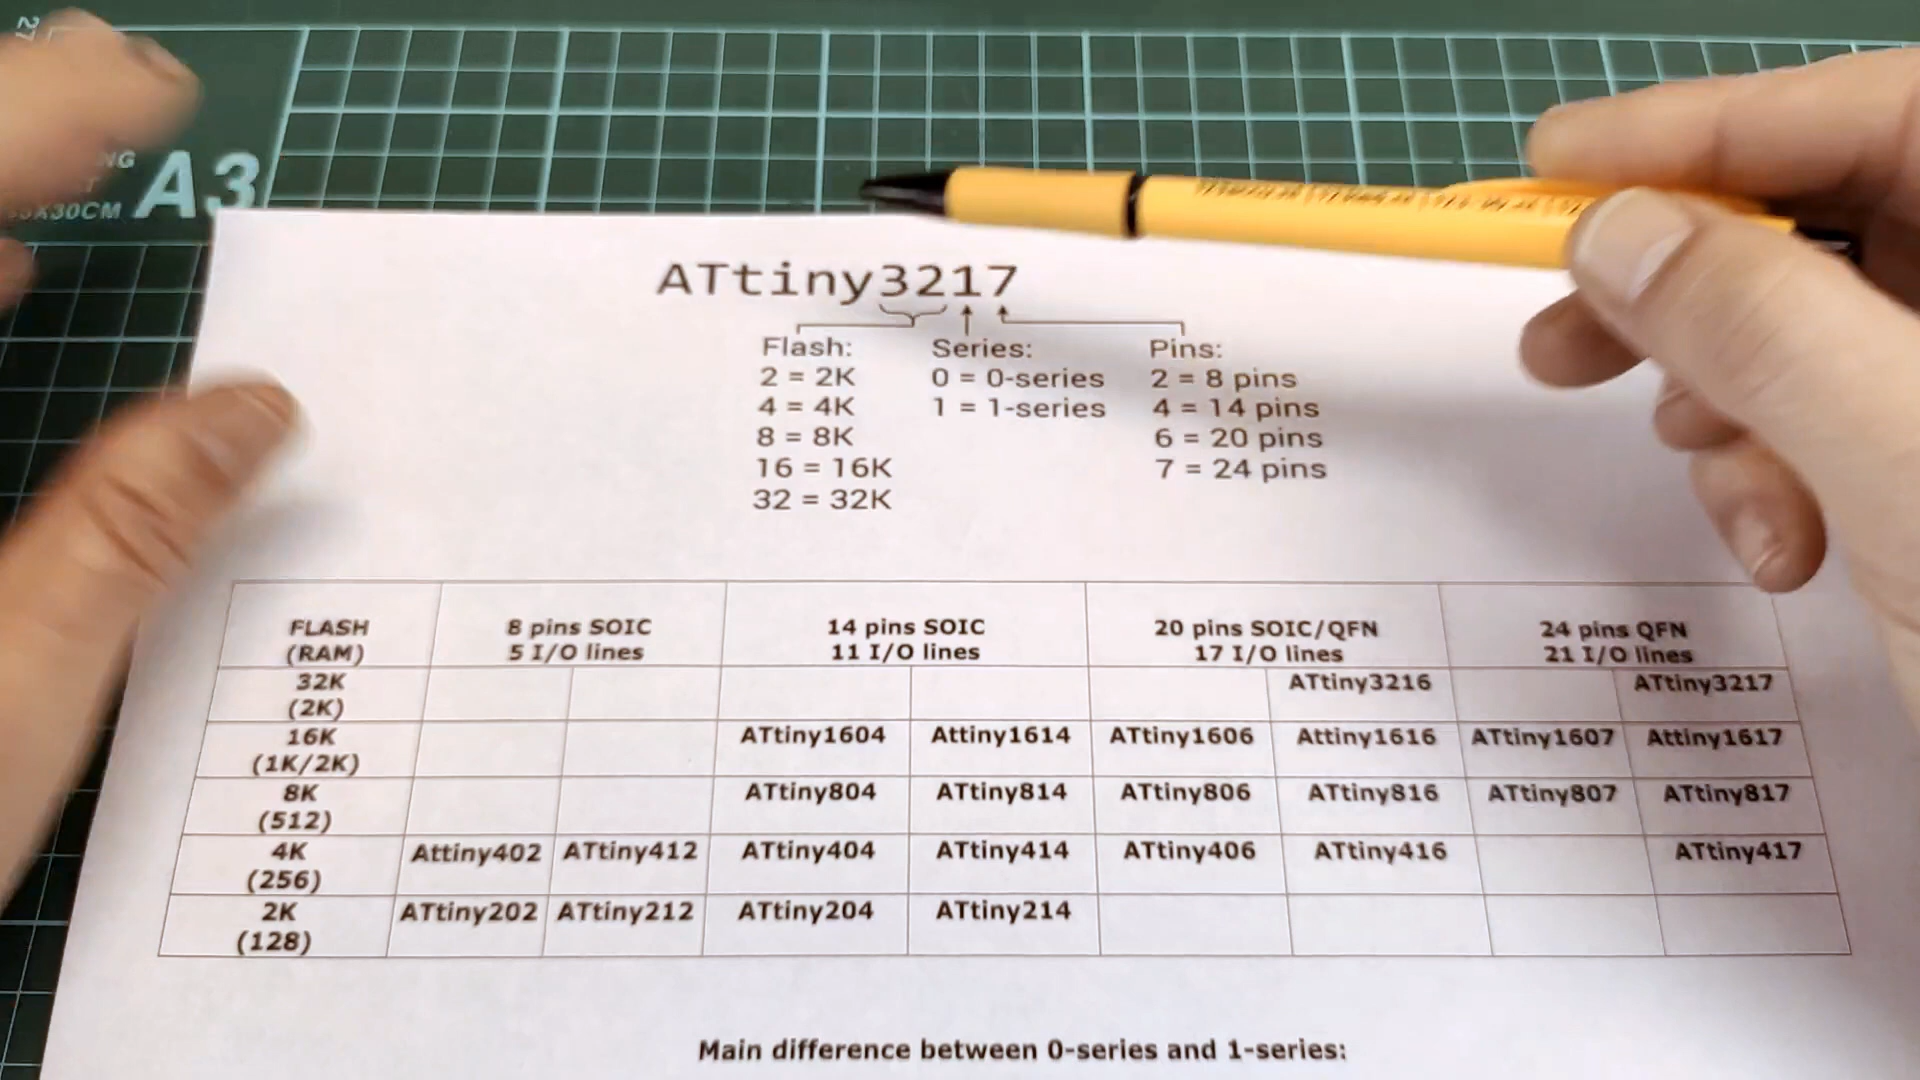 27
A3
30CM
ATtiny3217
Flash: Series: Pins:
2 = 2K 0 = 0-series 2 = 8 pins
4 = 4K 1 = 1-series 4 = 14 pins
8 = 8K 6 = 20 pins
16 = 16K 7 = 24 pins
32 = 32K
FLASH 8 pins SOIC 14 pins SOIC 20 pins SOIC/QFN 24 pins QFN
(RAM) 5 I/O lines 11 I/O lines 17 I/O lines 21 I/O lines
32K ATtiny3216 ATtiny3217
(2K)
16K ATtiny1604 Attiny1614 ATtiny1606 Attiny1616 ATtiny1607 Attiny1617
(1K/2K)
8K ATtiny804 ATtiny814 ATtiny806 ATtiny816 ATtiny807 ATtiny817
(512)
4K Attiny402 ATtiny412 ATtiny404 ATtiny414 ATtiny406 ATtiny416 ATtiny417
(256)
2K ATtiny202 ATtiny212 ATtiny204 ATtiny214
(128)
Main difference between 0-series and 1-series: